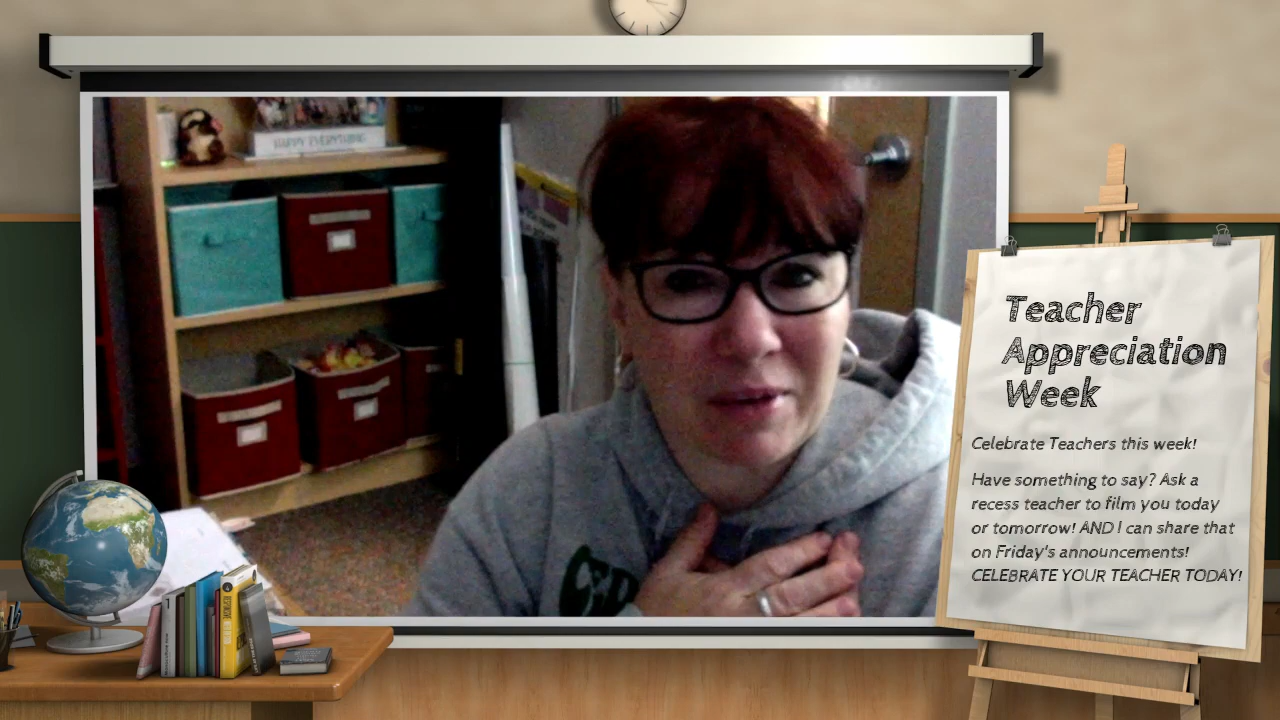 HAPPY EVERYTHING
Teacher
Appreciation
Week
Celebrate Teachers this week!
Have something to say? Ask a
recess teacher to film you today
or tomorrow! AND I can share that
on Friday's announcements!
CELEBRATE YOUR TEACHER TODAY!